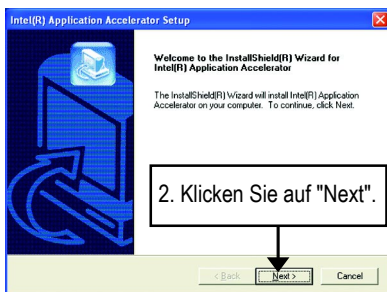 Intel(R) Application Accelerator Setup
Welcome to the InstallShield(R) Wizard for
Intel(R) Application Accelerator
The InstallShield(R) Wizard will install Intel(R) Application
Accelerator on your computer. To continue, click Next.
2. Klicken Sie auf "Next".
< Back
Next >
Cancel